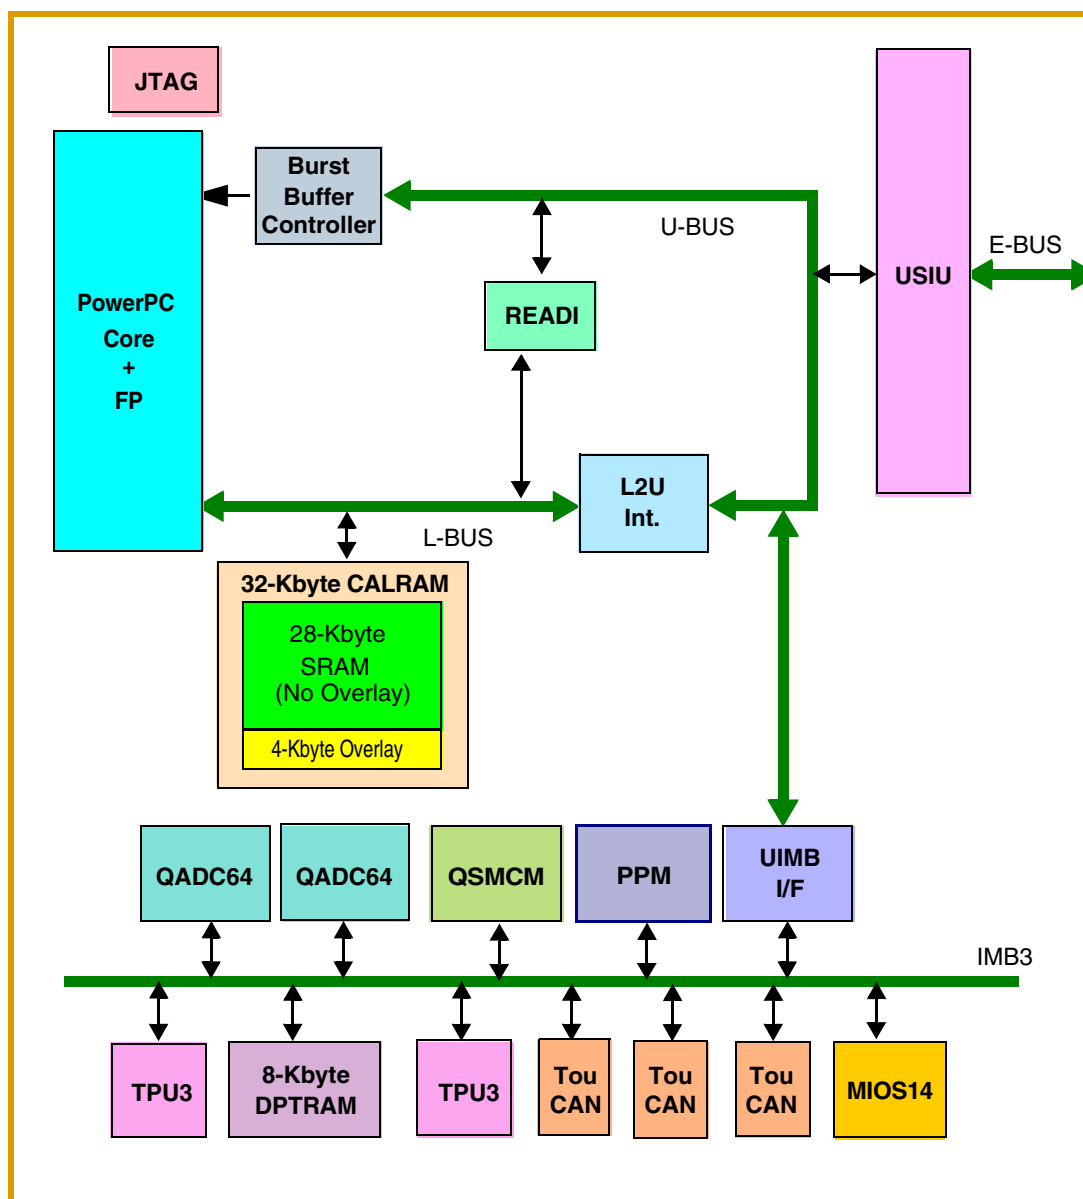 JTAG
Burst
Buffer
Controller
U-BUS
E-BUS
USIU
PowerPC
Core
+
FP
READI
L2U
Int.
L-BUS
32-Kbyte CALRAM
28-Kbyte
SRAM
(No Overlay)
4-Kbyte Overlay
QADC64
QADC64
QSMCM
PPM
UIMB
I/F
IMB3
TPU3
8-Kbyte
DPTRAM
TPU3
Tou
CAN
Tou
CAN
Tou
CAN
MIOS14